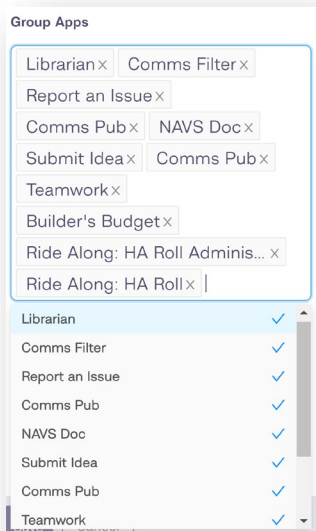 Group Apps
Librarian× Comms Filter×
Report an Issue×
Comms Pub× NAVS Doc×
Submit Idea× Comms Pub×
Teamwork×
Builder's Budget×
Ride Along: HA Roll Adminis... ×
Ride Along: HA Roll×
Librarian
Comms Filter
Report an Issue
Comms Pub
NAVS Doc
Submit Idea
Comms Pub
Teamwork